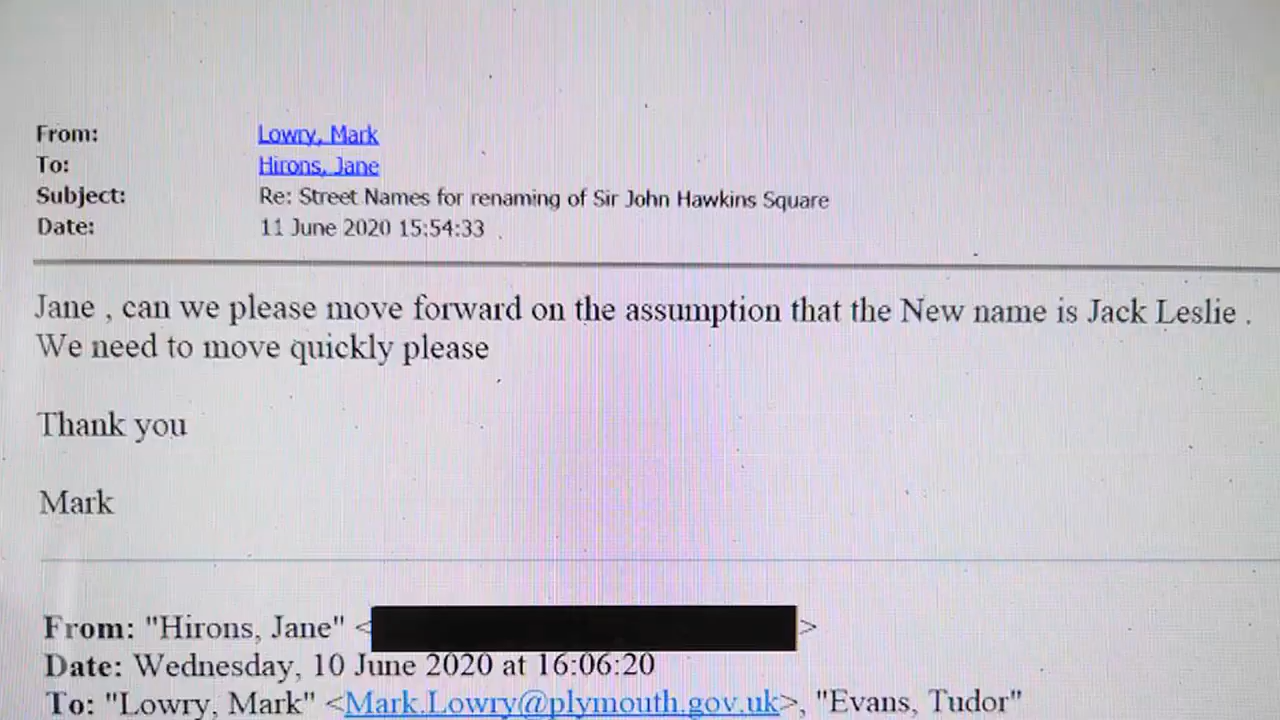 From: Lowry, Mark
To: Hirons, Jane
Subject: Re: Street Names for renaming of Sir John Hawkins Square
Date: 11 June 2020 15:54:33
Jane , can we please move forward on the assumption that the New name is Jack Leslie .
We need to move quickly please
Thank you
Mark
From: "Hirons, Jane" < >
Date: Wednesday, 10 June 2020 at 16:06:20
To: "Lowry, Mark" <Mark.Lowry@plymouth.gov.uk>, "Evans, Tudor"